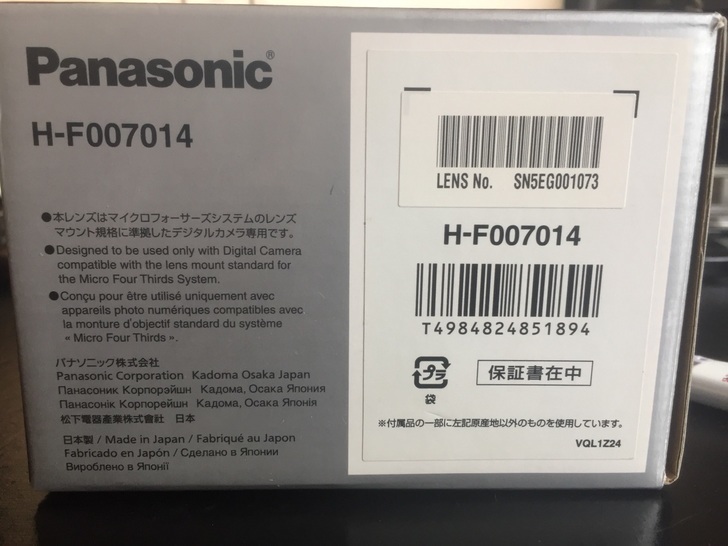 Panasonic®
H-F007014
●本レンズはマイクロフォーサーズシステムのレンズ
マウント規格に準拠したデジタルカメラ専用です。
●Designed to be used only with Digital Camera
compatible with the lens mount standard for
the Micro Four Thirds System.
●Conçu pour être utilisé uniquement avec
appareils photo numériques compatibles avec
la monture d'objectif standard du système
« Micro Four Thirds ».
パナソニック株式会社
Panasonic Corporation Kadoma Osaka Japan
Панасоник Корпорэйшн Кадома, Осака Япония
Панасонік Корпорейшн Кадома, Осака Японія
松下電器產業株式會社 日本
日本製 / Made in Japan / Fabriqué au Japon
Fabricado en Japón / Сделано в Японии
Вироблено в Японії
LENS No. SN5EG001073
H-F007014
T4984824851894
プラ
袋
保証書在中
※付属品の一部に左記原産地以外のものを使用しています。
VQL1Z24